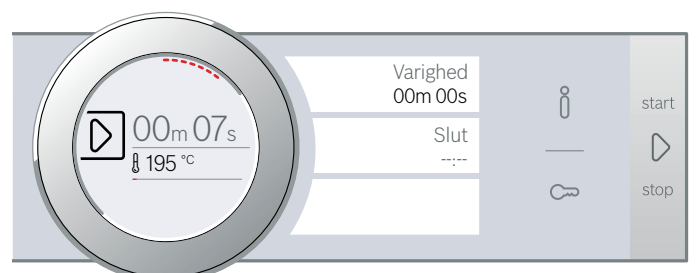 00m 07s
195 °C
Varighed
00m 00s
Slut
--:--
start
stop